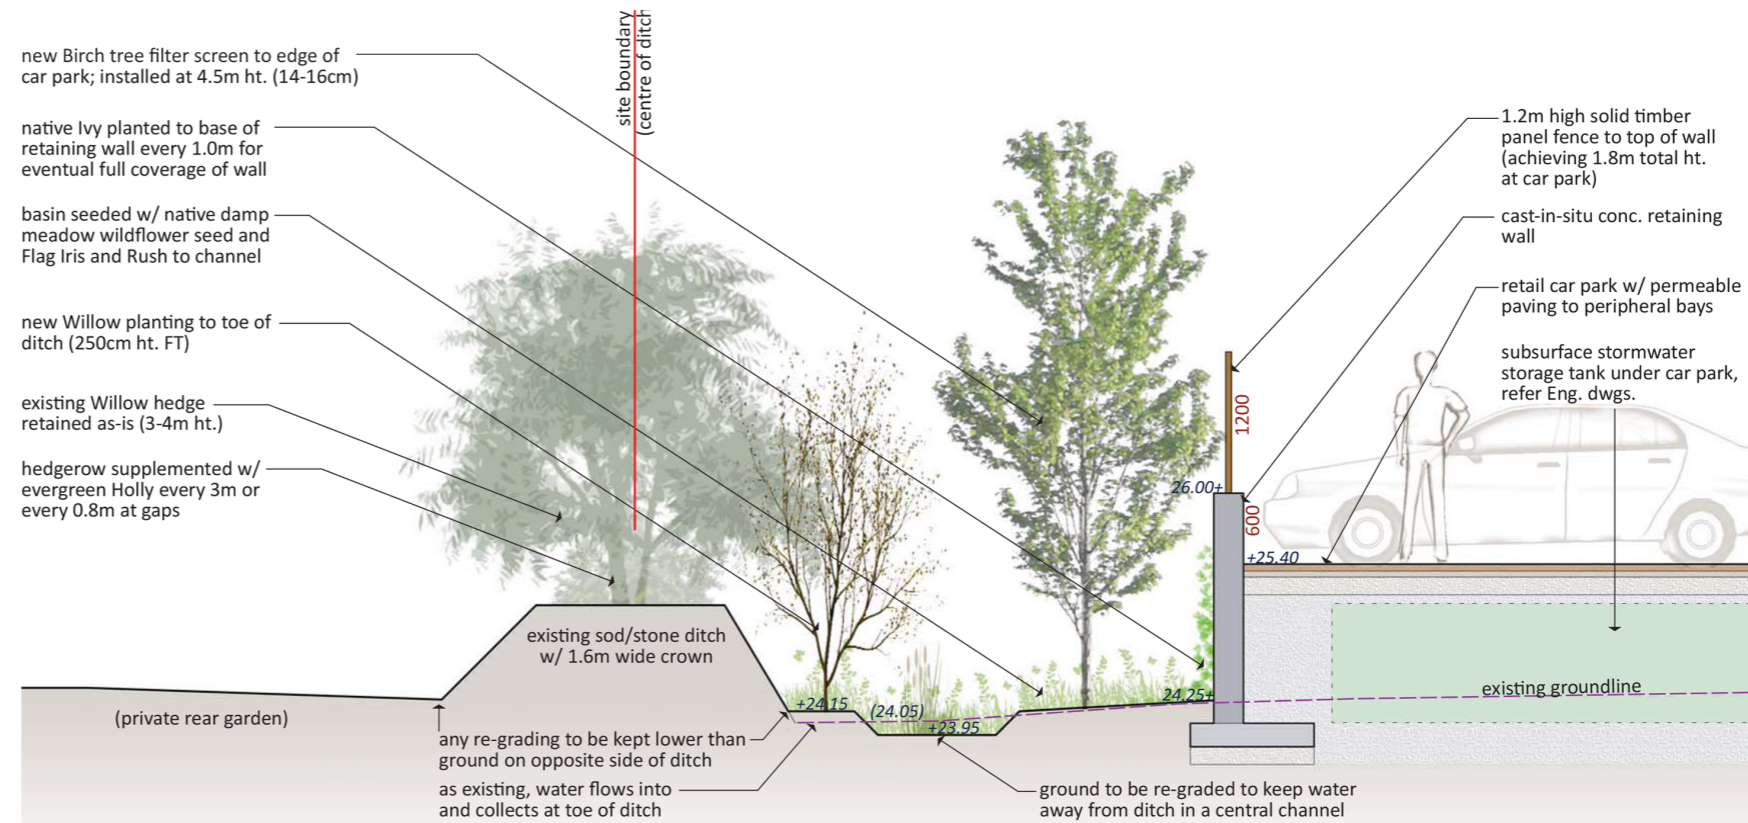 new Birch tree filter screen to edge of
car park; installed at 4.5m ht. (14-16cm)
native Ivy planted to base of
retaining wall every 1.0m for
eventual full coverage of wall
basin seeded w/ native damp
meadow wildflower seed and
Flag Iris and Rush to channel
new Willow planting to toe of
ditch (250cm ht. FT)
existing Willow hedge
retained as-is (3-4m ht.)
hedgerow supplemented w/
evergreen Holly every 3m or
every 0.8m at gaps
site boundary
(centre of ditch
1.2m high solid timber
panel fence to top of wall
(achieving 1.8m total ht.
at car park)
cast-in-situ conc. retaining
wall
retail car park w/ permeable
paving to peripheral bays
subsurface stormwater
storage tank under car park,
refer Eng. dwgs.
1200
26.00+
600
+25.40
existing sod/stone ditch
w/ 1.6m wide crown
+24.15
(24.05)
+23.95
24.25+
existing groundline
(private rear garden)
any re-grading to be kept lower than
ground on opposite side of ditch
as existing, water flows into
and collects at toe of ditch
ground to be re-graded to keep water
away from ditch in a central channel